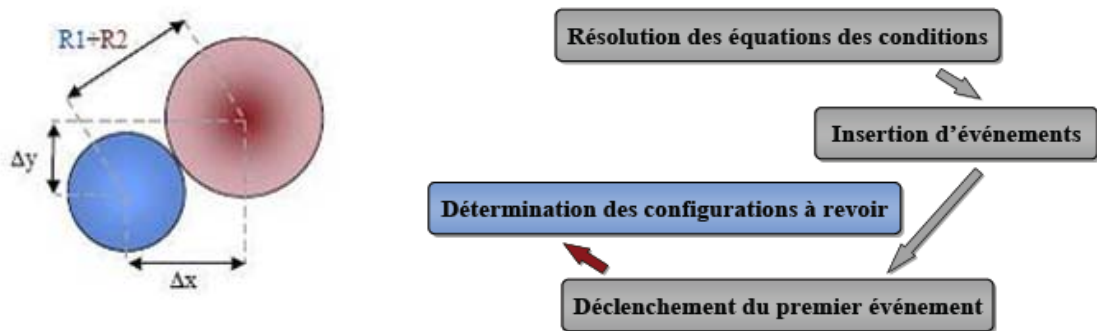 R1+R2
Δy
Δx
Résolution des équations des conditions
Insertion d’événements
Détermination des configurations à revoir
Déclenchement du premier événement